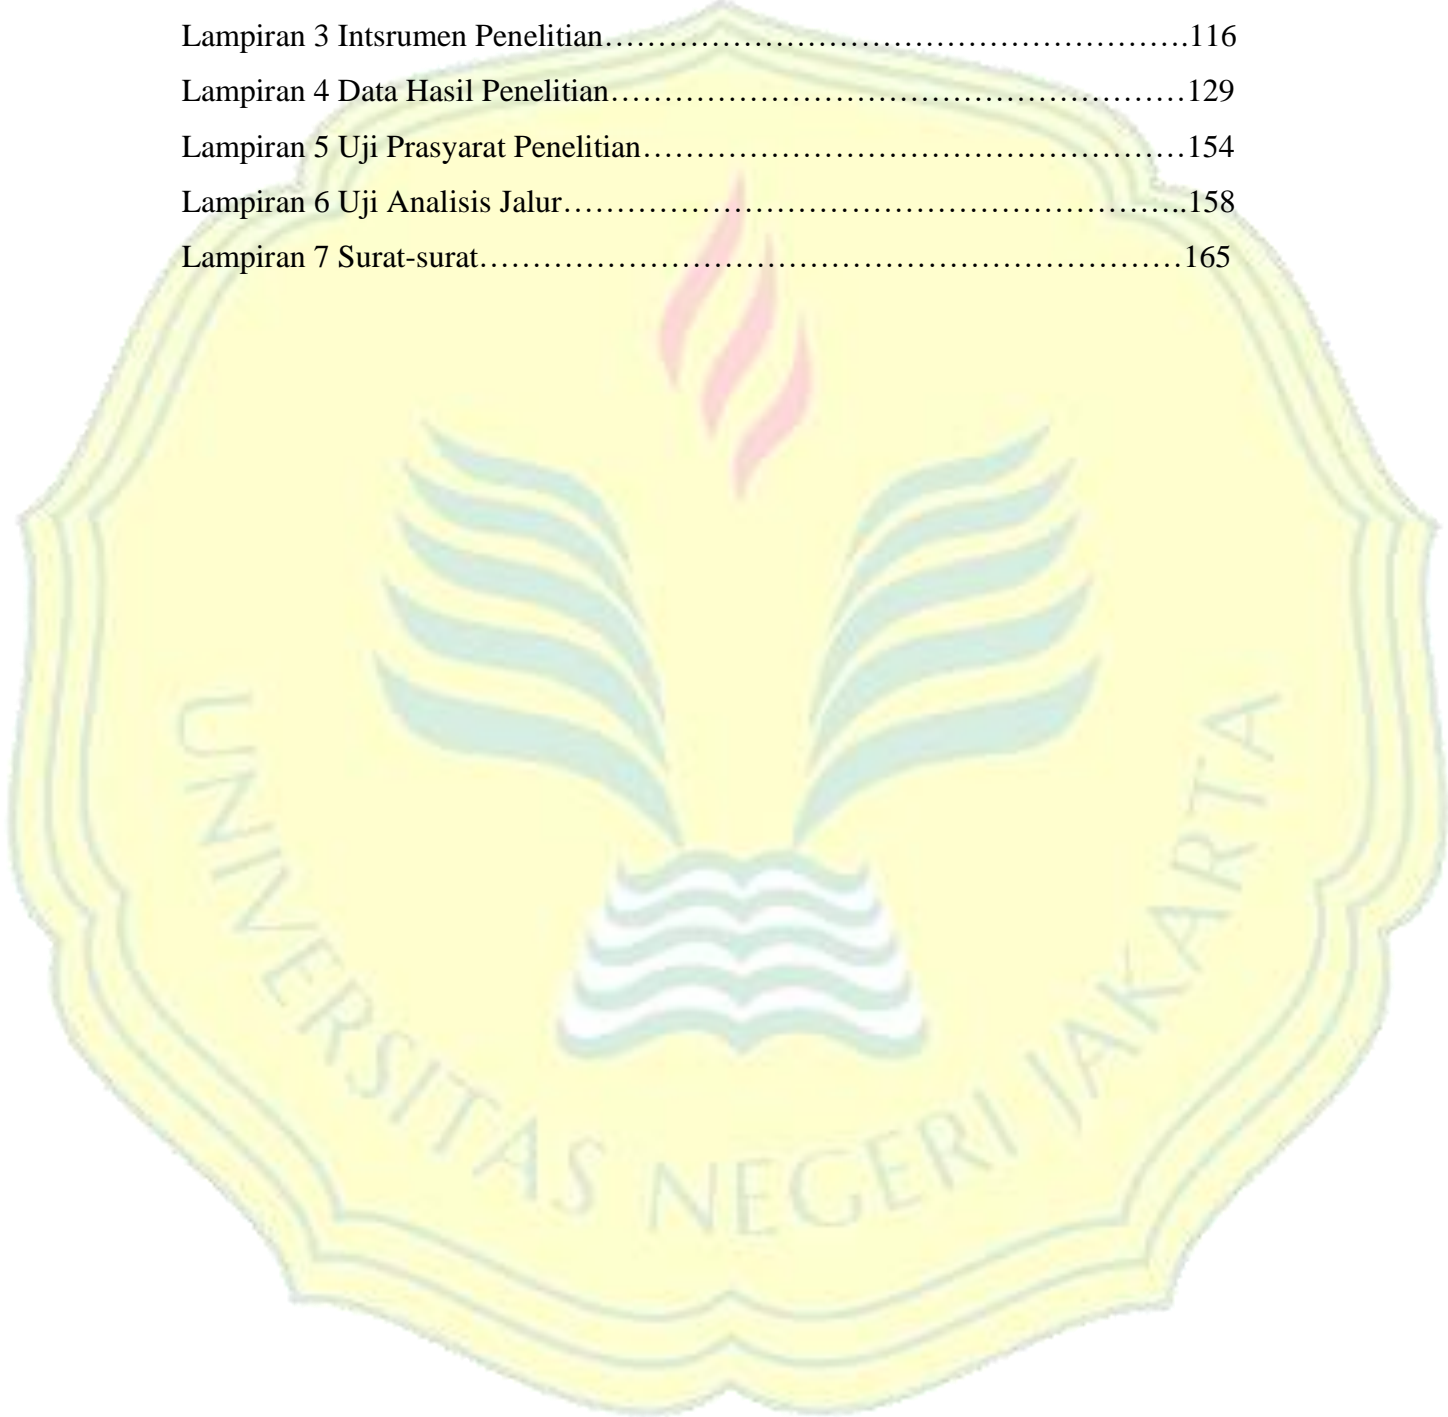 Lampiran 3 Intsrumen Penelitian……………………………………………….116
Lampiran 4 Data Hasil Penelitian………………………………………………129
Lampiran 5 Uji Prasyarat Penelitian……………………………………………154
Lampiran 6 Uji Analisis Jalur…………………………………………………..158
Lampiran 7 Surat-surat…………………………………………………………165
UNIVERSITAS NEGERI JAKARTA